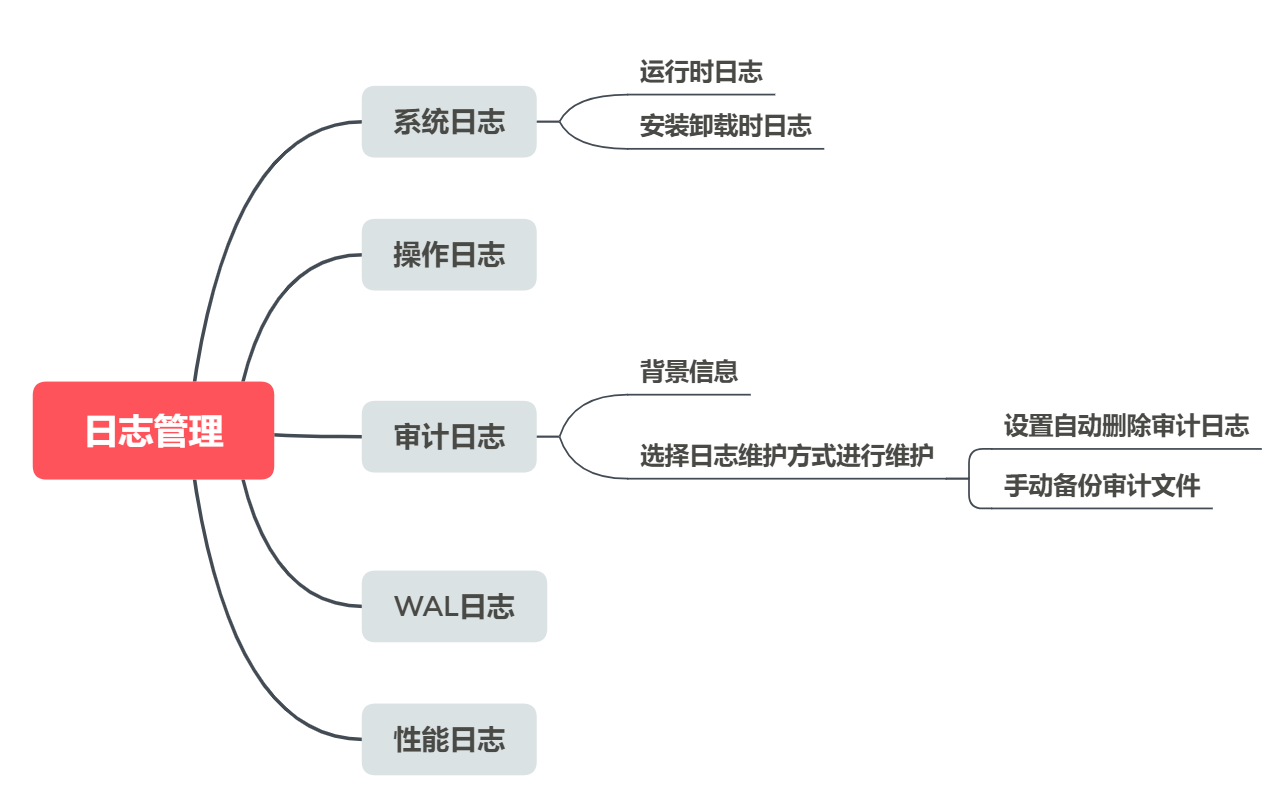 日志管理
系统日志
运行时日志
安装卸载时日志
操作日志
审计日志
背景信息
选择日志维护方式进行维护
设置自动删除审计日志
手动备份审计文件
WAL日志
性能日志